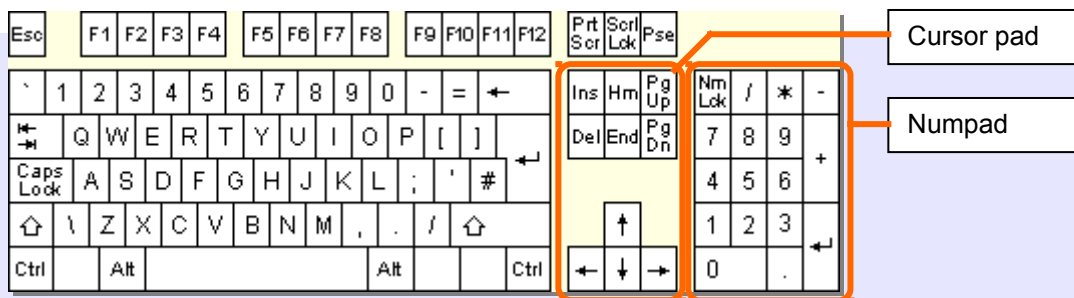 Esc F1 F2 F3 F4 F5 F6 F7 F8 F9 F10 F11 F12 Prt Scr Scrl Lck Pse
Cursor pad
` 1 2 3 4 5 6 7 8 9 0 - = ← Ins Hm Pg Up Nm Lck / * -
Q W E R T Y U I O P [ ] Del End Pg Dn 7 8 9 +
Numpad
Caps Lock A S D F G H J K L ; ' # 4 5 6
\ Z X C V B N M , . / ↑ 1 2 3
Ctrl Alt Alt Ctrl ← ↓ → 0 .